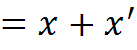 = x + x′